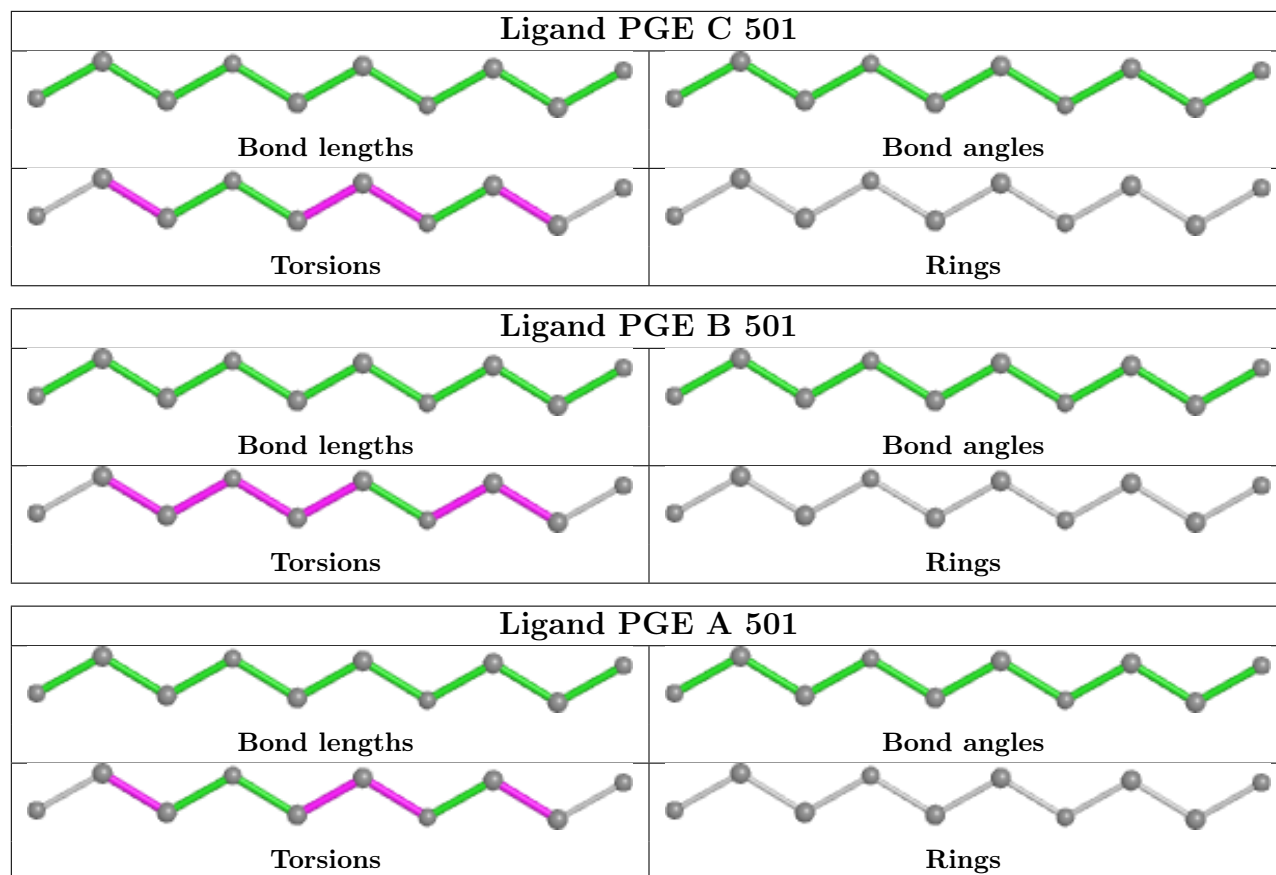 Ligand PGE C 501
Bond lengths
Bond angles
Torsions
Rings
Ligand PGE B 501
Bond lengths
Bond angles
Torsions
Rings
Ligand PGE A 501
Bond lengths
Bond angles
Torsions
Rings